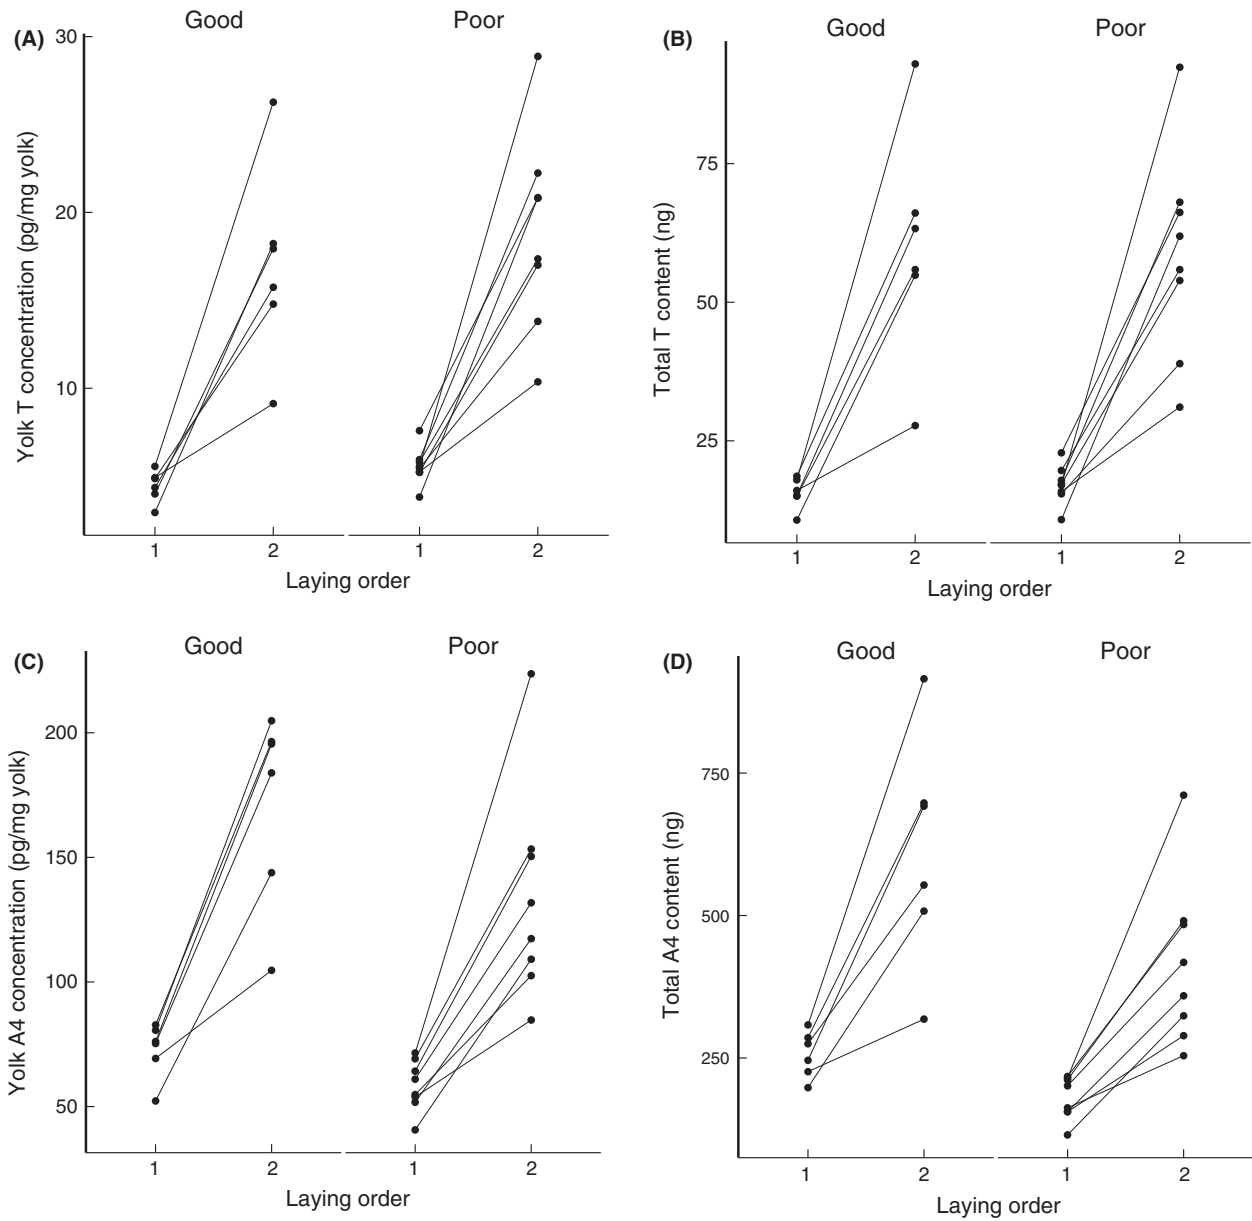 (A)
Good
Poor
30
20
10
Yolk T concentration (pg/mg yolk)
1
2
1
2
Laying order
(B)
Good
Poor
75
50
25
Total T content (ng)
1
2
1
2
Laying order
(C)
Good
Poor
200
150
100
50
Yolk A4 concentration (pg/mg yolk)
1
2
1
2
Laying order
(D)
Good
Poor
750
500
250
Total A4 content (ng)
1
2
1
2
Laying order